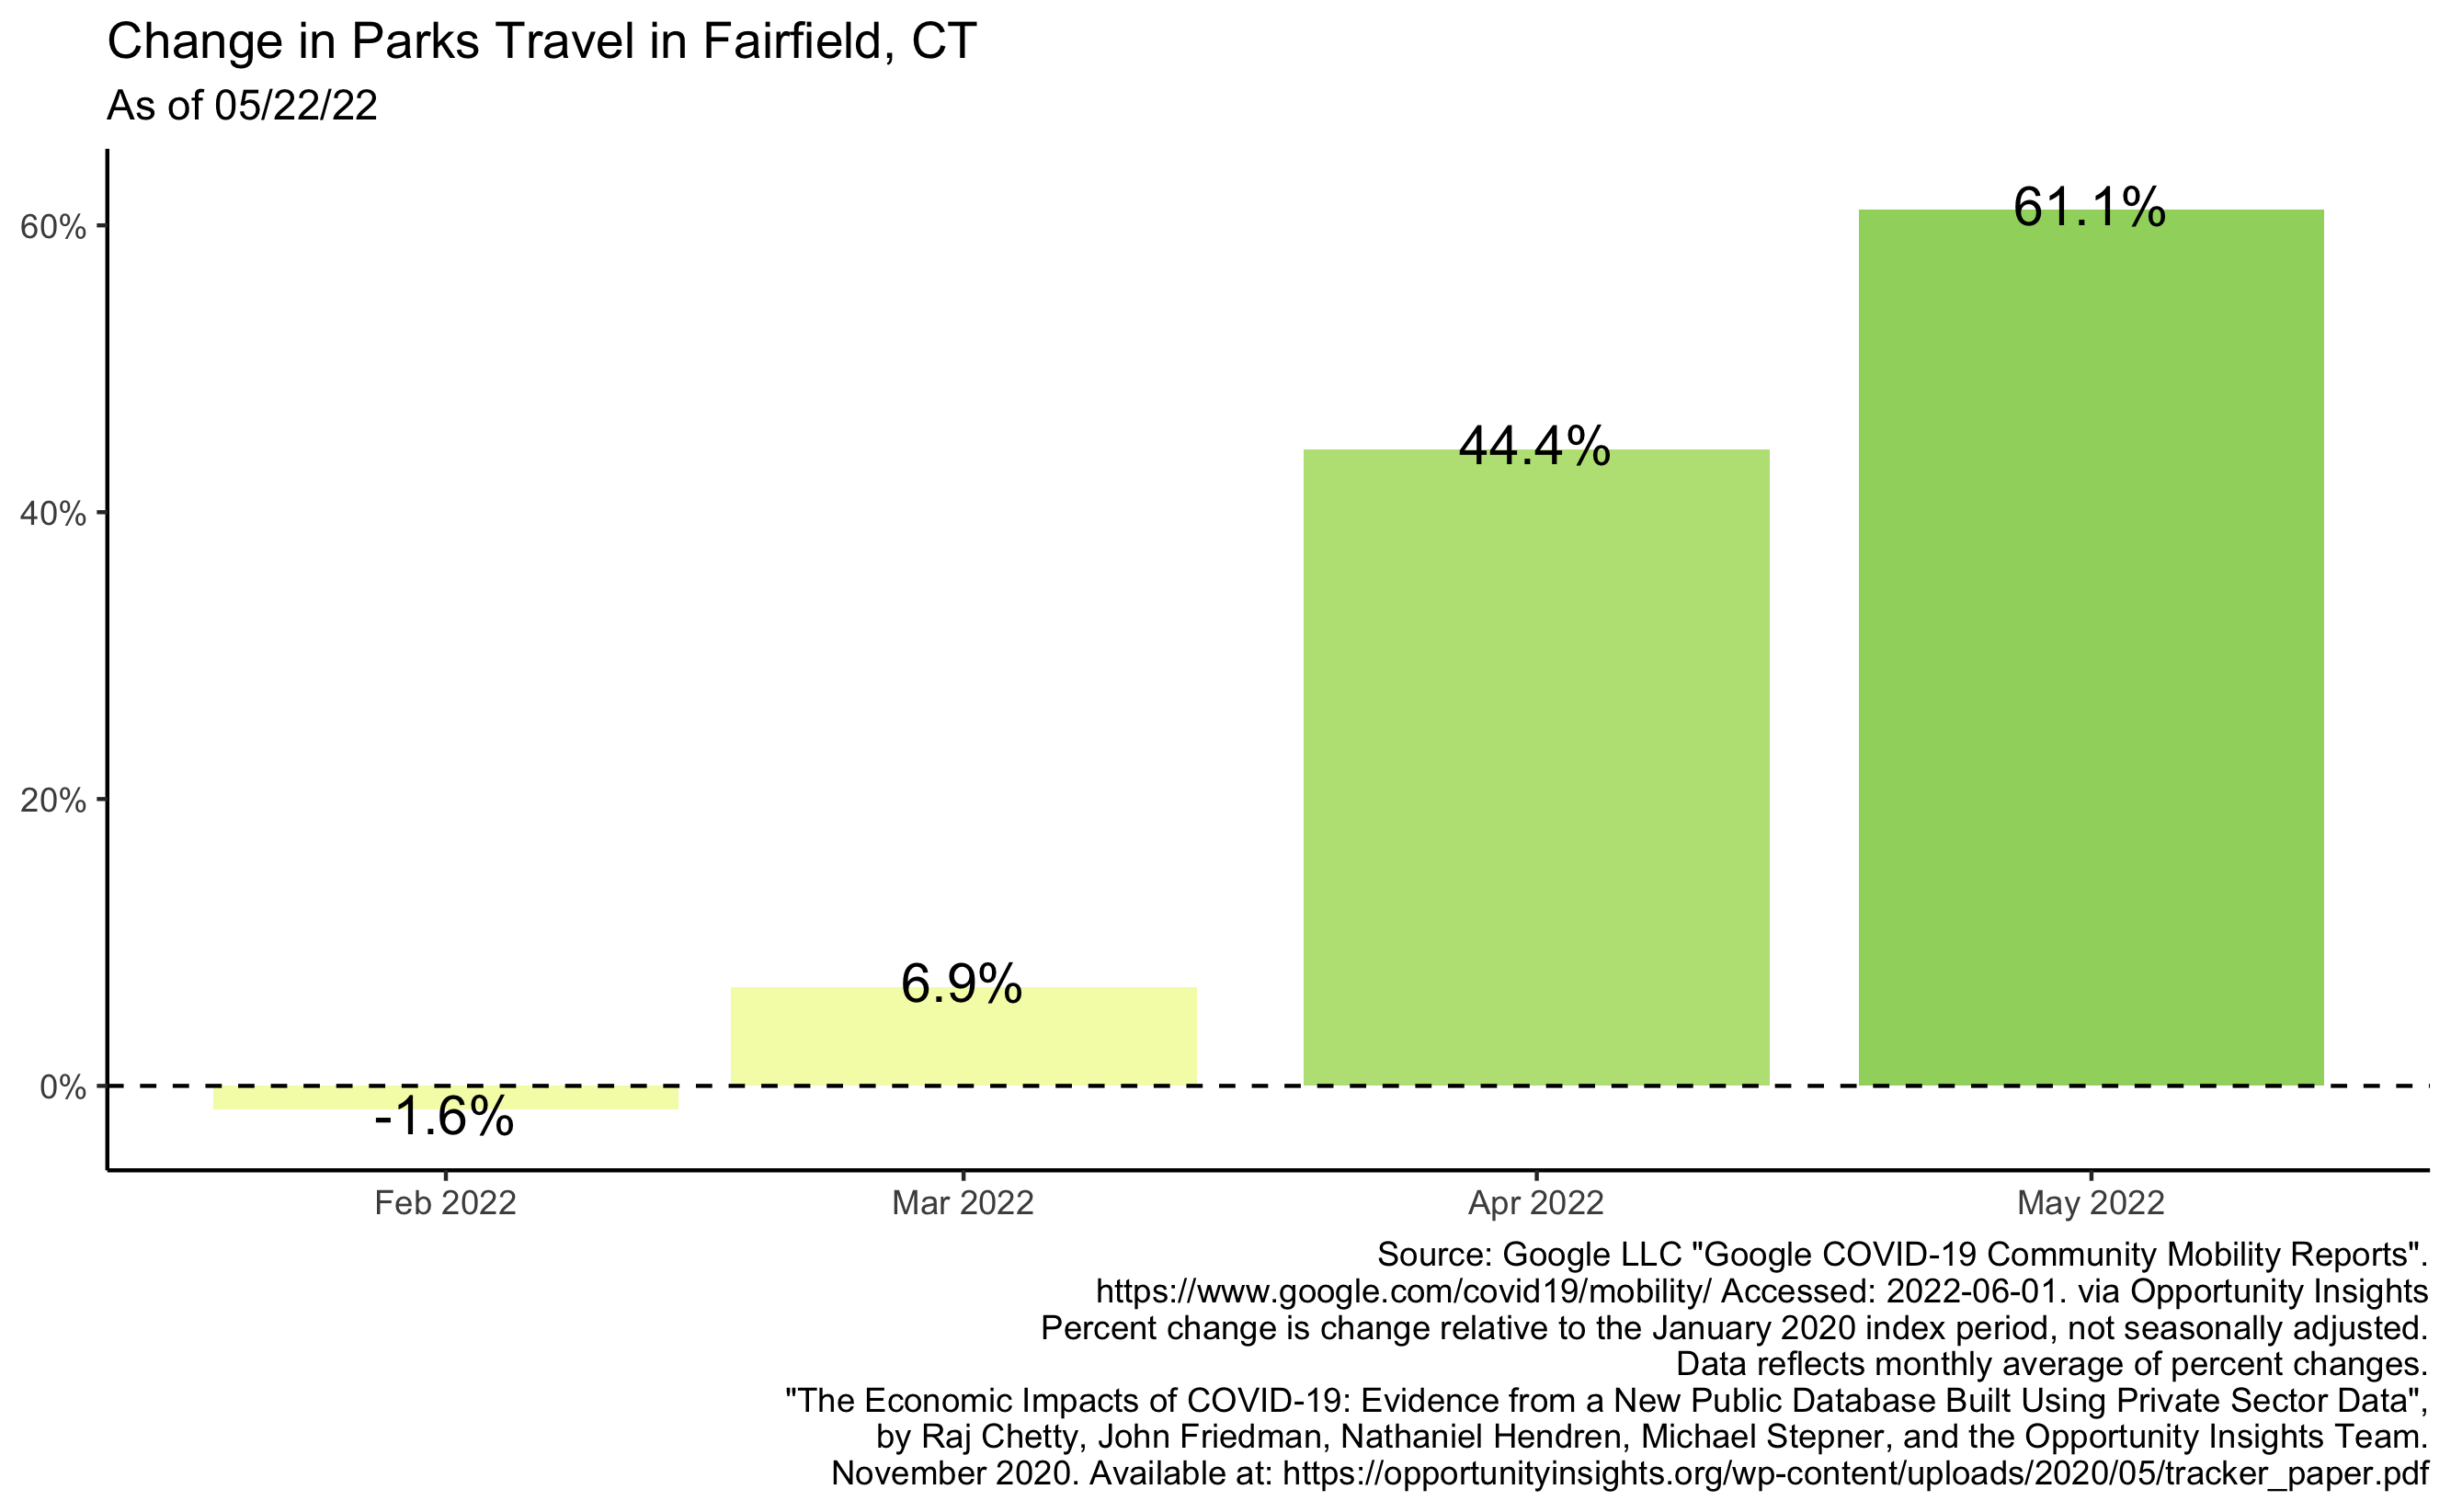 Change in Parks Travel in Fairfield, CT
As of 05/22/22
60%
40%
20%
0%
-1.6%
6.9%
44.4%
61.1%
Feb 2022
Mar 2022
Apr 2022
May 2022
Source: Google LLC "Google COVID-19 Community Mobility Reports".
https://www.google.com/covid19/mobility/ Accessed: 2022-06-01. via Opportunity Insights
Percent change is change relative to the January 2020 index period, not seasonally adjusted.
Data reflects monthly average of percent changes.
"The Economic Impacts of COVID-19: Evidence from a New Public Database Built Using Private Sector Data",
by Raj Chetty, John Friedman, Nathaniel Hendren, Michael Stepner, and the Opportunity Insights Team.
November 2020. Available at: https://opportunityinsights.org/wp-content/uploads/2020/05/tracker_paper.pdf